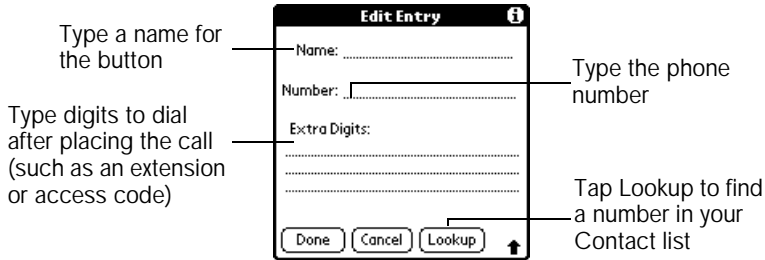 Type a name for
the button
Type digits to dial
after placing the call
(such as an extension
or access code)
Edit Entry
Name:
Number:
Extra Digits:
Done
Cancel
Lookup
Type the phone
number
Tap Lookup to find
a number in your
Contact list